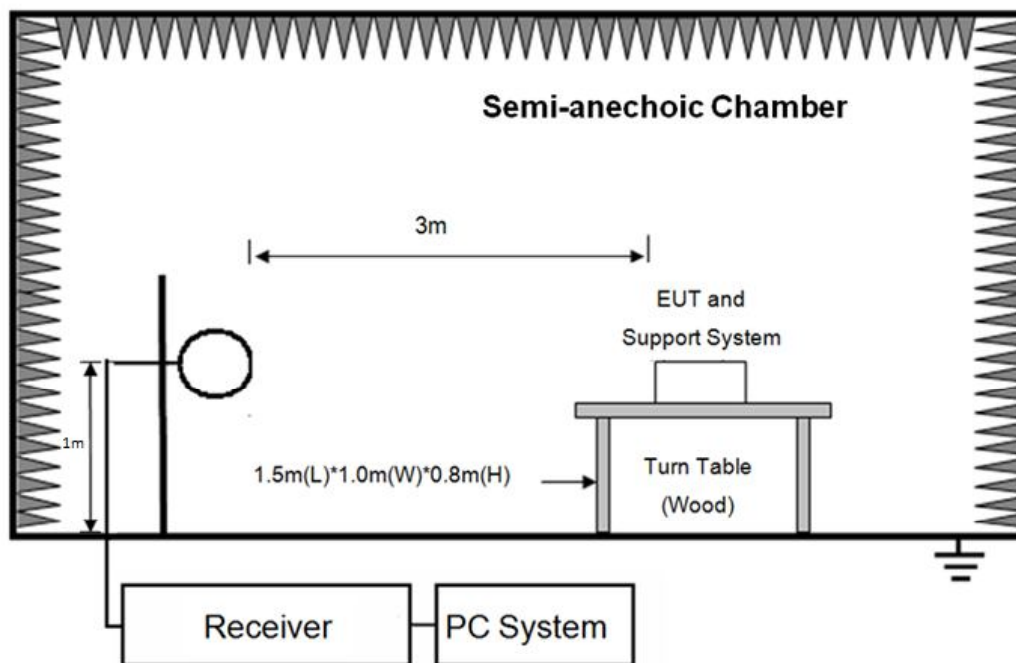 Semi-anechoic Chamber
3m
EUT and
Support System
1m
1.5m(L)*1.0m(W)*0.8m(H)
Turn Table
(Wood)
Receiver
PC System